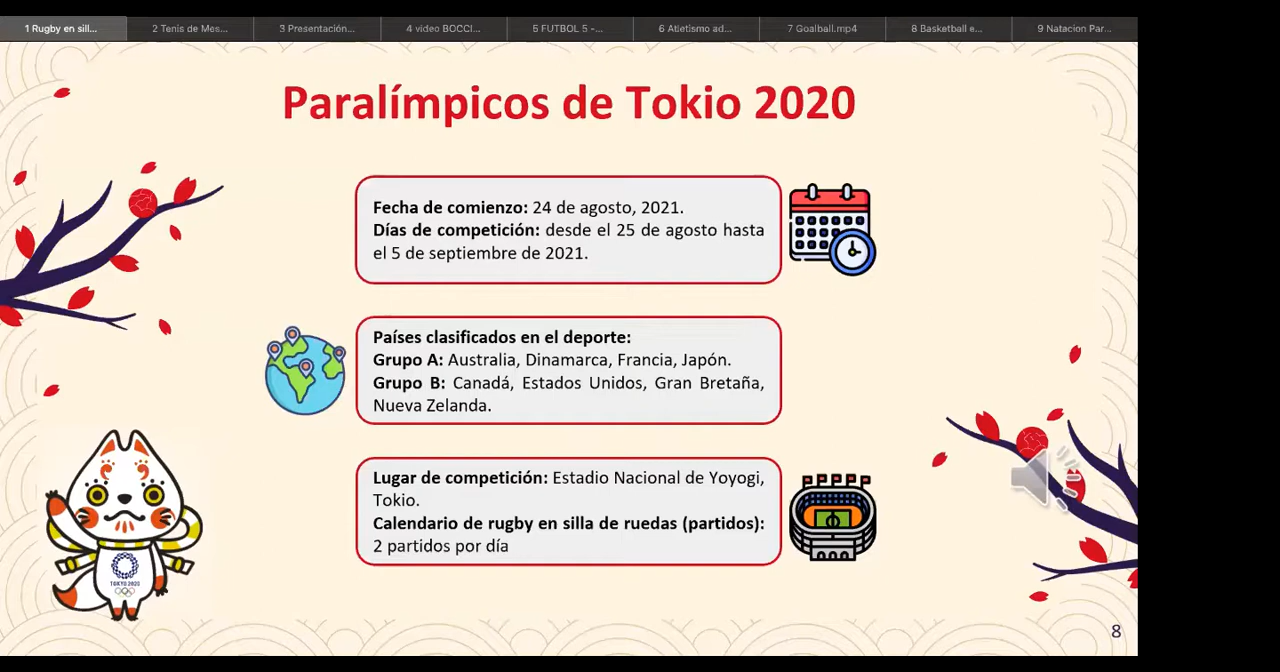 1 Rugby en sill... 2 Tenis de Mes... 3 Presentación... 4 video BOCCI... 5 FUTBOL 5 -... 6 Atletismo ad... 7 Goalball.mp4 8 Basketball e... 9 Natacion Par...
Paralímpicos de Tokio 2020
Fecha de comienzo: 24 de agosto, 2021.
Días de competición: desde el 25 de agosto hasta
el 5 de septiembre de 2021.
Países clasificados en el deporte:
Grupo A: Australia, Dinamarca, Francia, Japón.
Grupo B: Canadá, Estados Unidos, Gran Bretaña,
Nueva Zelanda.
Lugar de competición: Estadio Nacional de Yoyogi,
Tokio.
Calendario de rugby en silla de ruedas (partidos):
2 partidos por día
TOKYO 2020
8